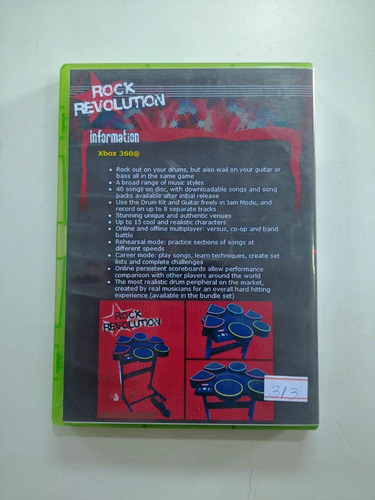 ROCK
REVOLUTION
information
Xbox 360®
• Rock out on your drums, but also wail on your guitar or
bass all in the same game
• A broad range of music styles
• 40 songs on disc, with downloadable songs and song
packs available after initial release
• Use the Drum Kit and Guitar freely in Jam Mode, and
record on up to 8 separate tracks
• Stunning unique and authentic venues
• Up to 15 cool and realistic characters
• Online and offline multiplayer: versus, co-op and band
battle
• Rehearsal mode: practice sections of songs at
different speeds
• Career mode: play songs, learn techniques, create set
lists and complete challenges
• Online persistent scoreboards allow performance
comparison with other players around the world
• The most realistic drum peripheral on the market,
created by real musicians for an overall hard hitting
experience (available in the bundle set)
ROCK
REVOLUTION
313